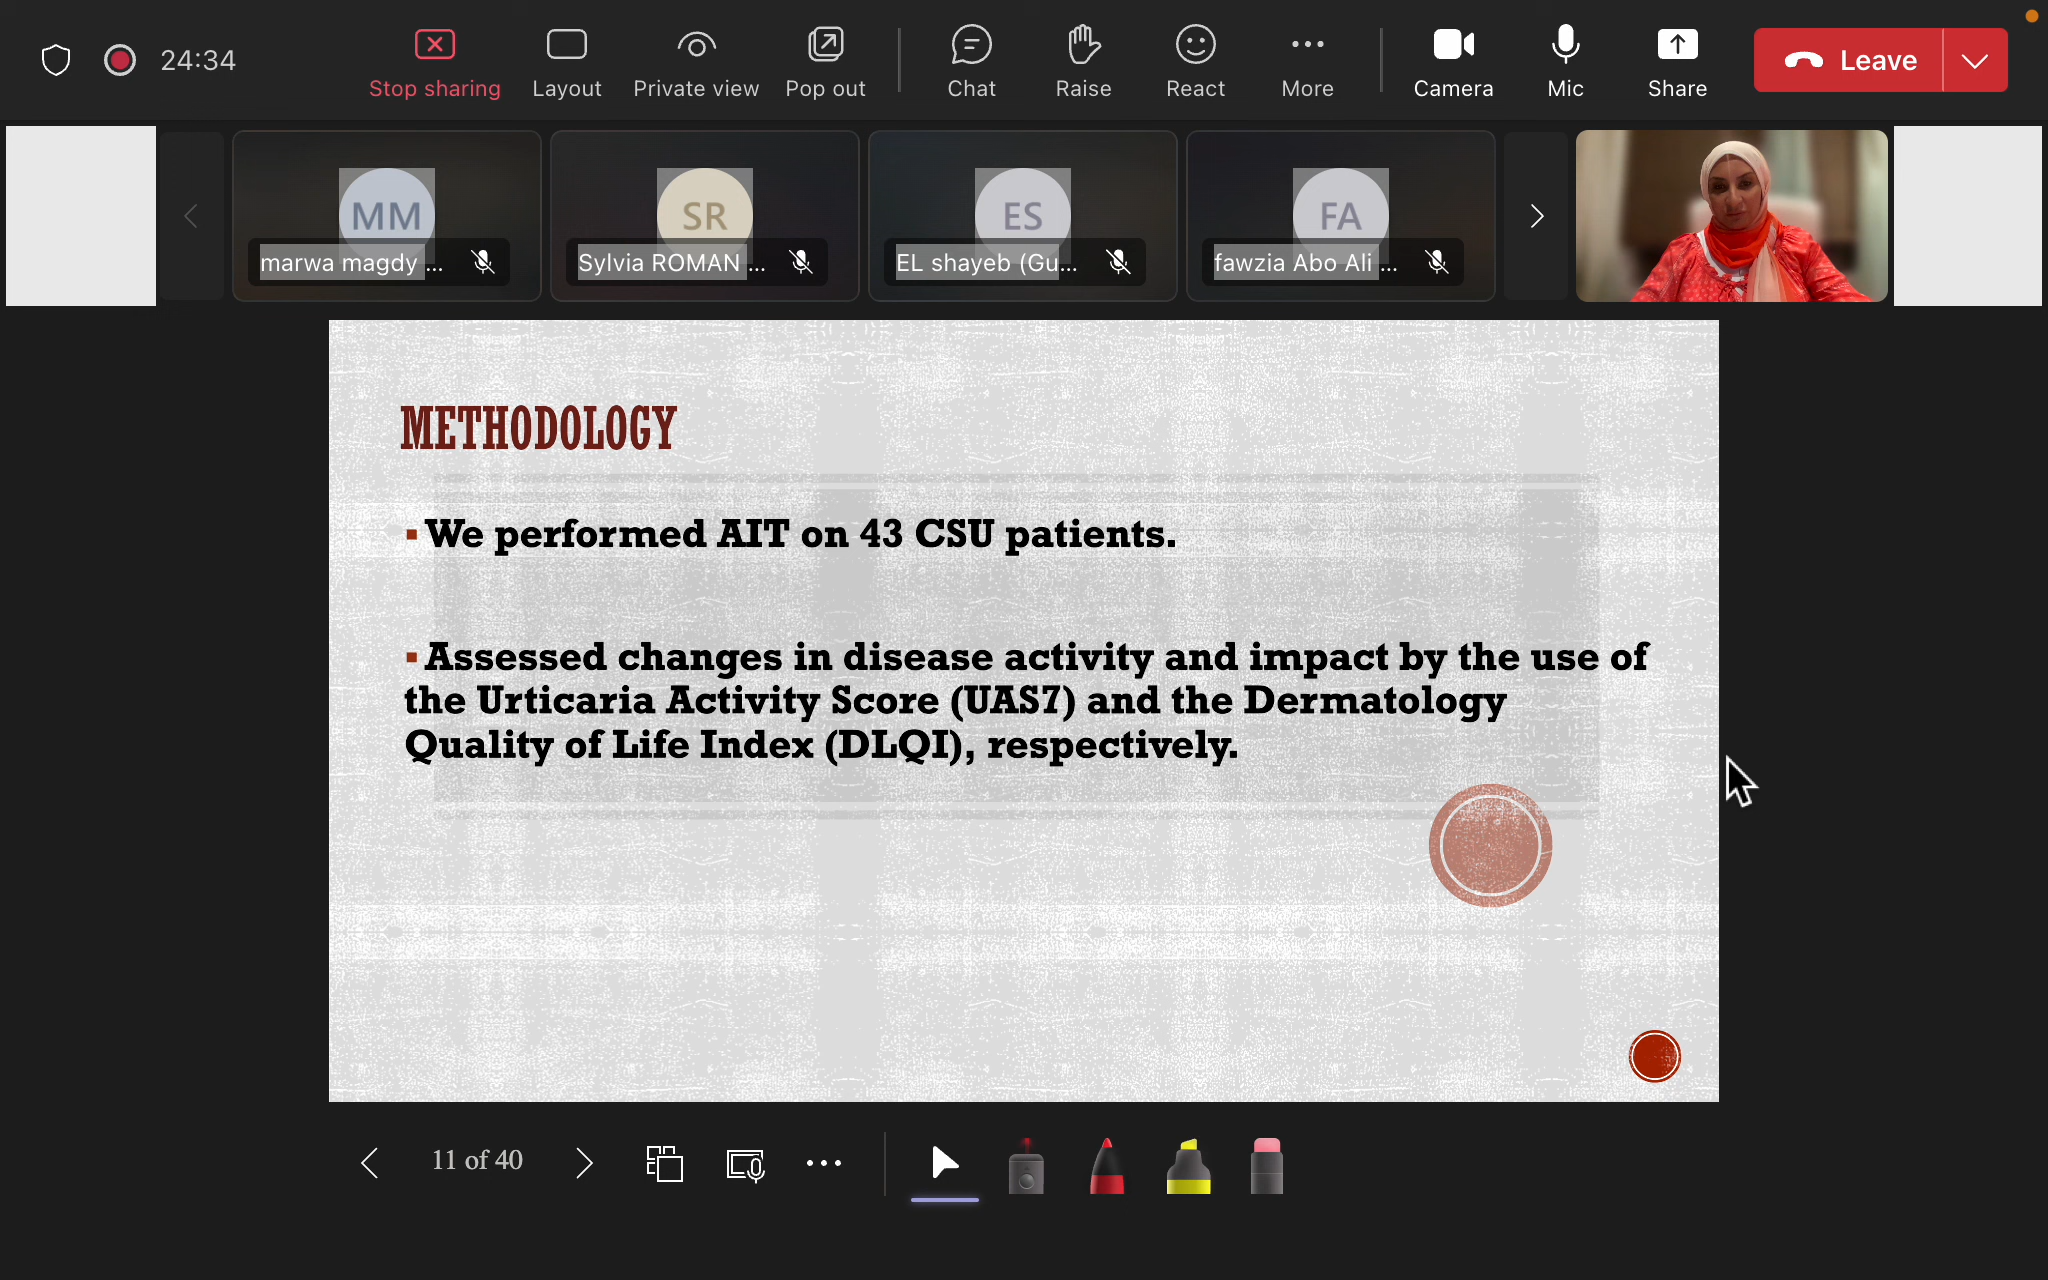 24:34
Stop sharing
Layout
Private view
Pop out
Chat
Raise
React
More
Camera
Mic
Share
Leave
MM
marwa magdy ...
SR
Sylvia ROMAN ...
ES
EL shayeb (Gu...
FA
fawzia Abo Ali ...
METHODOLOGY
▪ We performed AIT on 43 CSU patients.
▪ Assessed changes in disease activity and impact by the use of
the Urticaria Activity Score (UAS7) and the Dermatology
Quality of Life Index (DLQI), respectively.
11 of 40